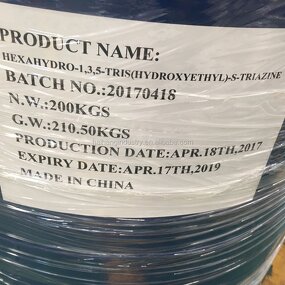 PRODUCT NAME:
HEXAHYDRO-1,3,5-TRIS(HYDROXYETHYL)-S-TRIAZINE
BATCH NO.:20170418
N.W.:200KGS
G.W.:210.50KGS
PRODUCTION DATE:APR.18TH,2017
EXPIRY DATE:APR.17TH,2019
MADE IN CHINA